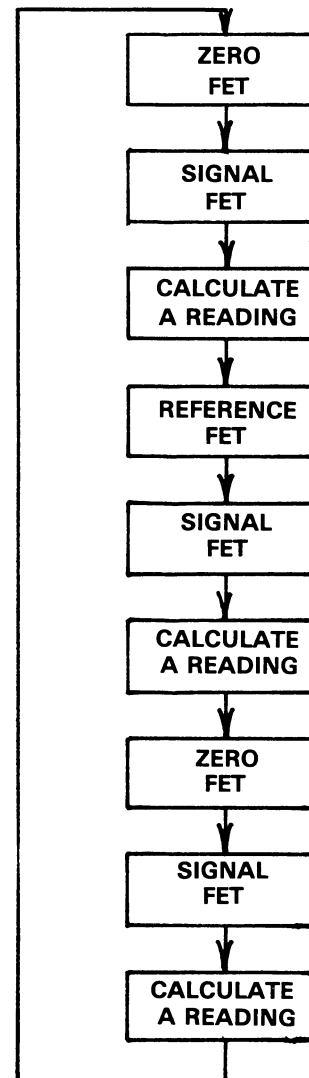 ZERO
FET
SIGNAL
FET
CALCULATE
A READING
REFERENCE
FET
SIGNAL
FET
CALCULATE
A READING
ZERO
FET
SIGNAL
FET
CALCULATE
A READING